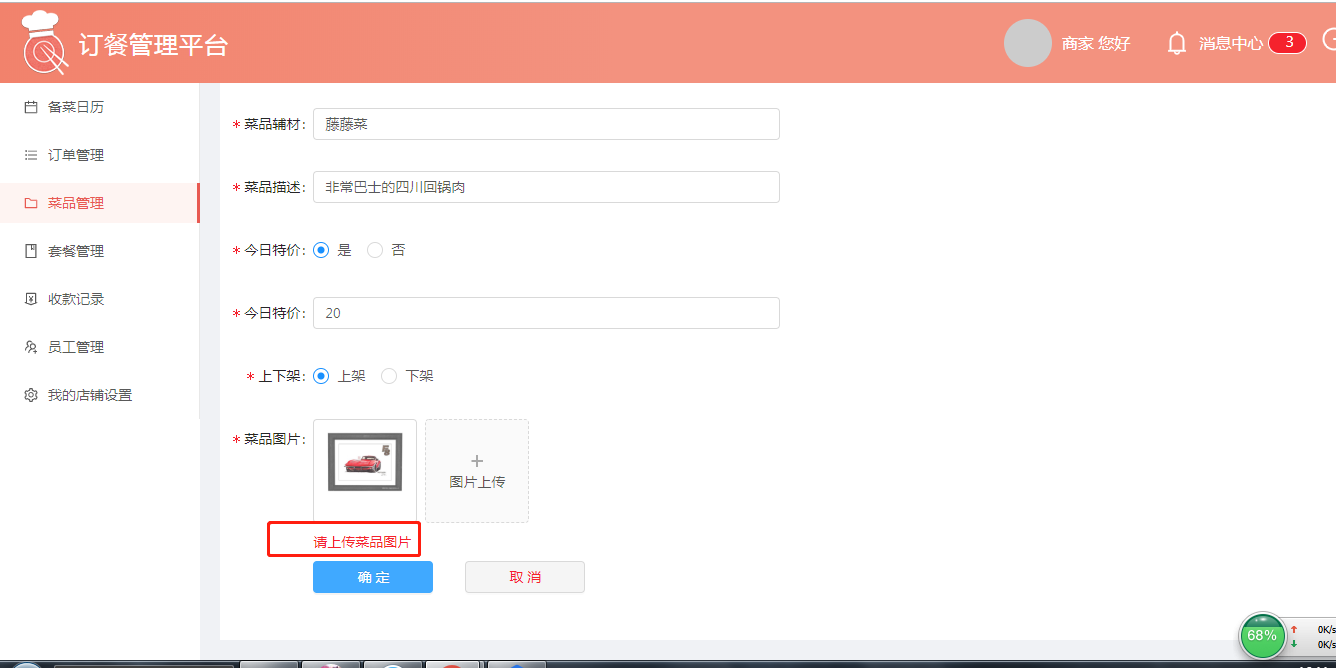 订餐管理平台
商家 您好
消息中心 3
备菜日历
订单管理
菜品管理
套餐管理
收款记录
员工管理
我的店铺设置
* 菜品辅材: 藤藤菜
* 菜品描述: 非常巴士的四川回锅肉
* 今日特价: 是 否
* 今日特价: 20
* 上下架: 上架 下架
* 菜品图片:
+
图片上传
请上传菜品图片
确 定 取 消
68%
0K/s
0K/s